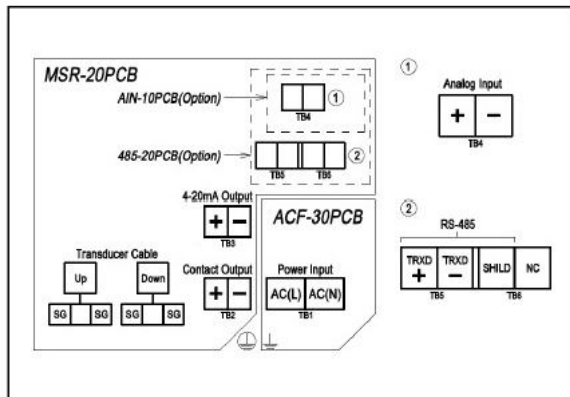 MSR-20PCB
AIN-10PCB(Option)
1
TB4
485-20PCB(Option)
2
TB5 TB6
4-20mA Output
+ −
TB3
Transducer Cable
Up Down
SG SG SG SG
Contact Output
+ −
TB2
ACF-30PCB
Power Input
AC(L) AC(N)
TB1
1
Analog Input
+ −
TB4
2
RS-485
TRXD + TRXD − SHILD NC
TB5 TB6